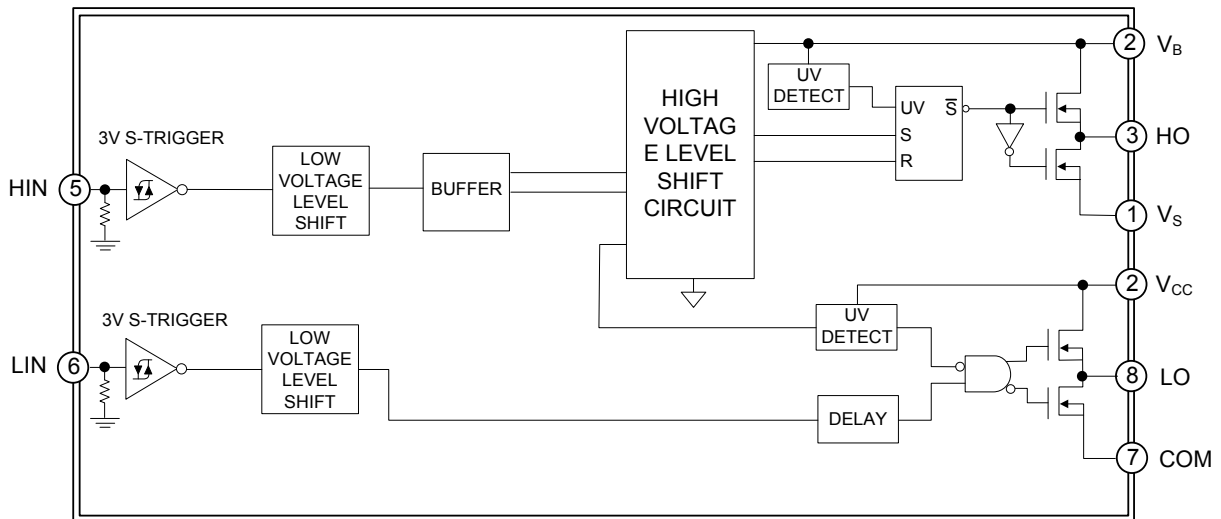 2 V_B
UV
DETECT
HIGH
VOLTAG
E LEVEL
SHIFT
CIRCUIT
UV S̅
S
R
3 HO
3V S-TRIGGER
HIN 5
LOW
VOLTAGE
LEVEL
SHIFT
BUFFER
1 V_S
2 V_CC
3V S-TRIGGER
UV
DETECT
LIN 6
LOW
VOLTAGE
LEVEL
SHIFT
8 LO
DELAY
7 COM